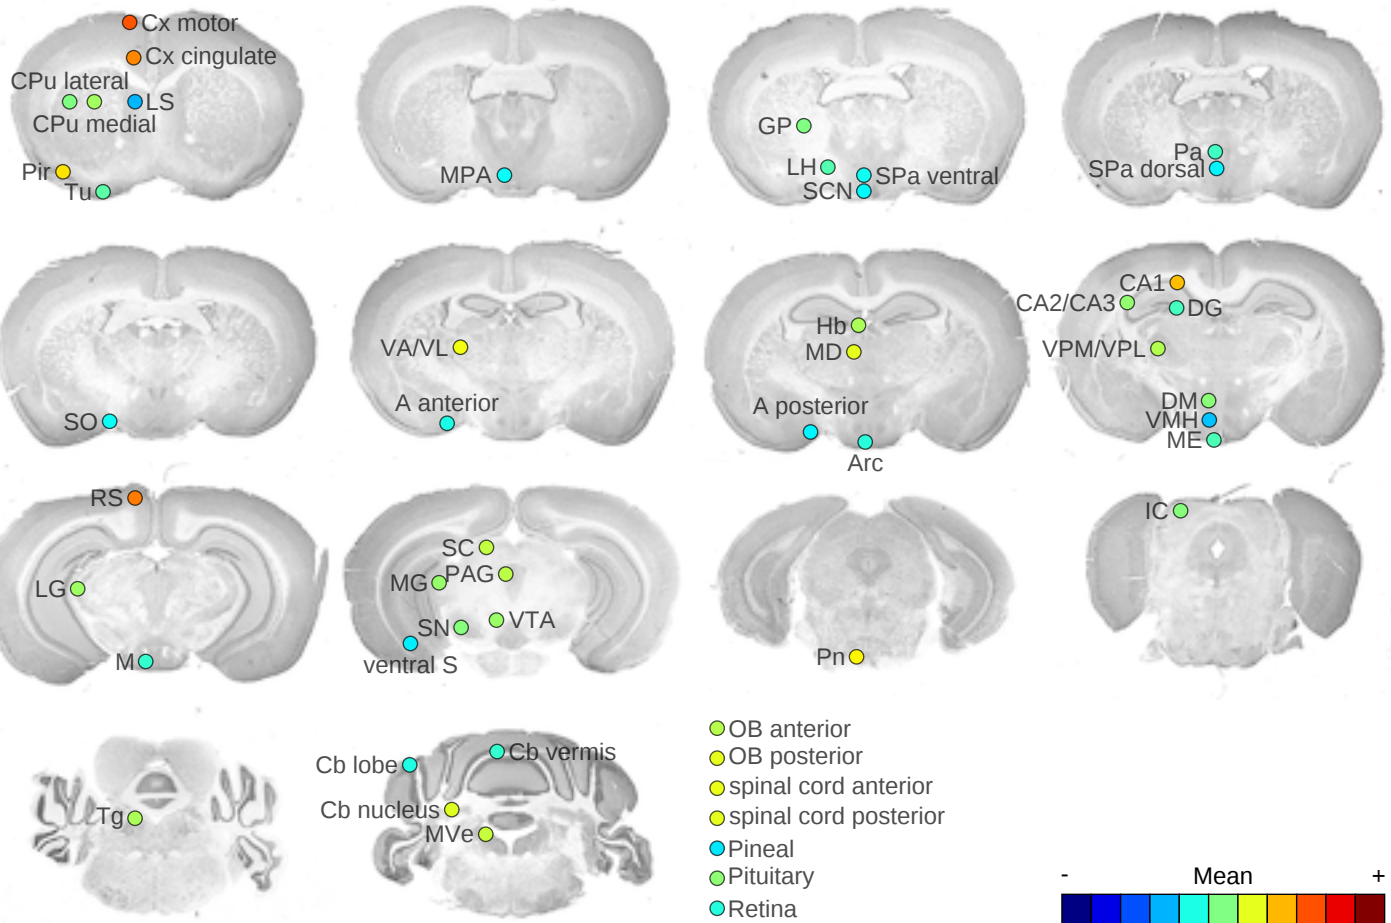 Cx motor
Cx cingulate
CPu lateral
LS
CPu medial
Pir
Tu
MPA
GP
LH
SPa ventral
SCN
Pa
SPa dorsal
SO
VA/VL
A anterior
Hb
MD
A posterior
Arc
CA1
CA2/CA3
DG
VPM/VPL
DM
VMH
ME
RS
LG
M
SC
MG
PAG
SN
VTA
ventral S
Pn
IC
Tg
Cb lobe
Cb vermis
Cb nucleus
MVe
OB anterior
OB posterior
spinal cord anterior
spinal cord posterior
Pineal
Pituitary
Retina
- Mean +